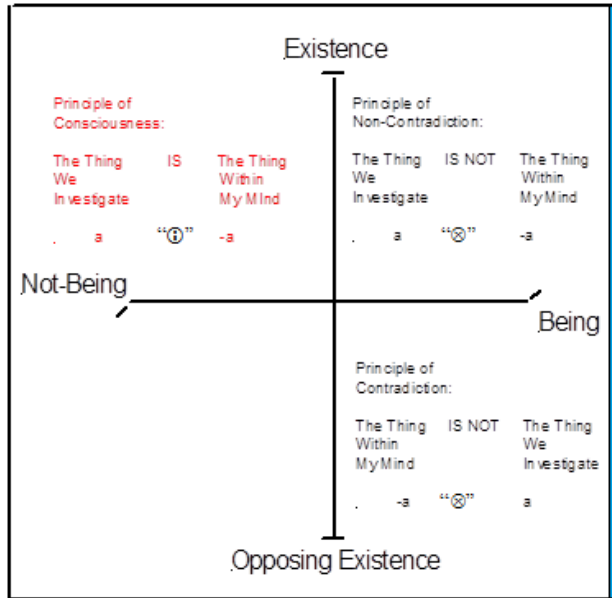 .Existence
Principle of
Consciousness:
The Thing IS The Thing
We Within
Investigate My MInd
. a “ⓘ” -a
Principle of
Non-Contradiction:
The Thing IS NOT The Thing
We Within
Investigate My Mind
. a “⊗” -a
.Not-Being
.Being
Principle of
Contradiction:
The Thing IS NOT The Thing
Within We
My Mind Investigate
. -a “⊗” a
.Opposing Existence